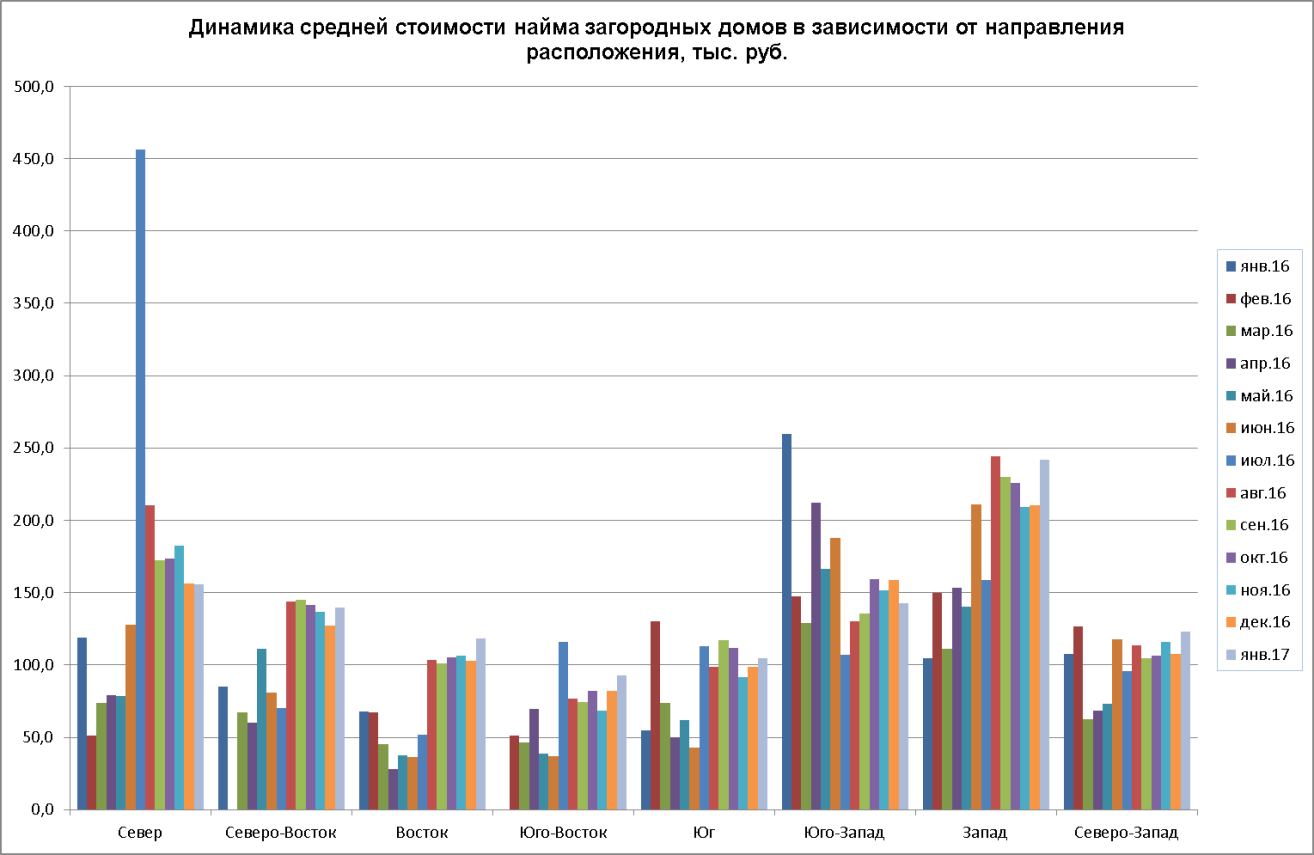 Динамика средней стоимости найма загородных домов в зависимости от направления
расположения, тыс. руб.
500,0
450,0
400,0
350,0
300,0
250,0
200,0
150,0
100,0
50,0
0,0
Север
Северо-Восток
Восток
Юго-Восток
Юг
Юго-Запад
Запад
Северо-Запад
янв.16
фев.16
мар.16
апр.16
май.16
июн.16
июл.16
авг.16
сен.16
окт.16
ноя.16
дек.16
янв.17